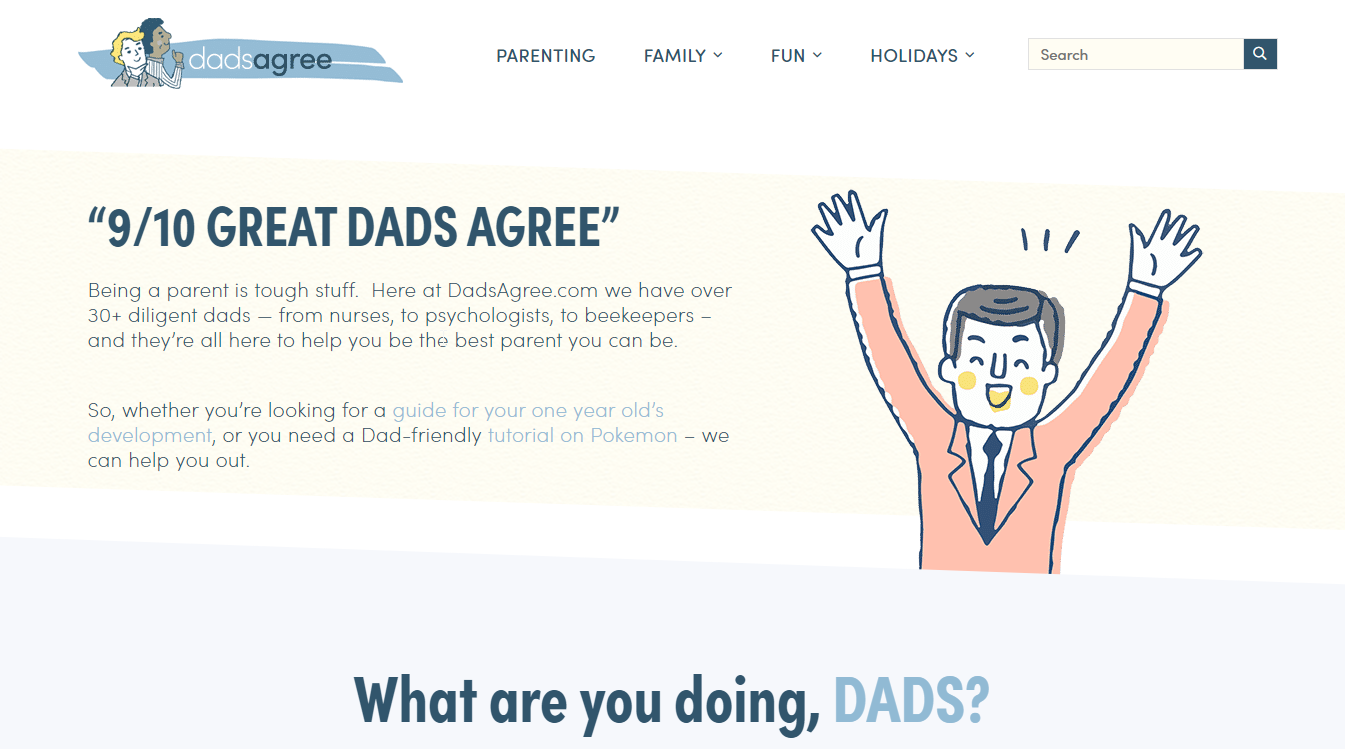 dadsagree
PARENTING
FAMILY
FUN
HOLIDAYS
Search
“9/10 GREAT DADS AGREE”
Being a parent is tough stuff.  Here at DadsAgree.com we have over
30+ diligent dads — from nurses, to psychologists, to beekeepers –
and they’re all here to help you be the best parent you can be.
So, whether you’re looking for a guide for your one year old’s
development, or you need a Dad-friendly tutorial on Pokemon – we
can help you out.
What are you doing, DADS?